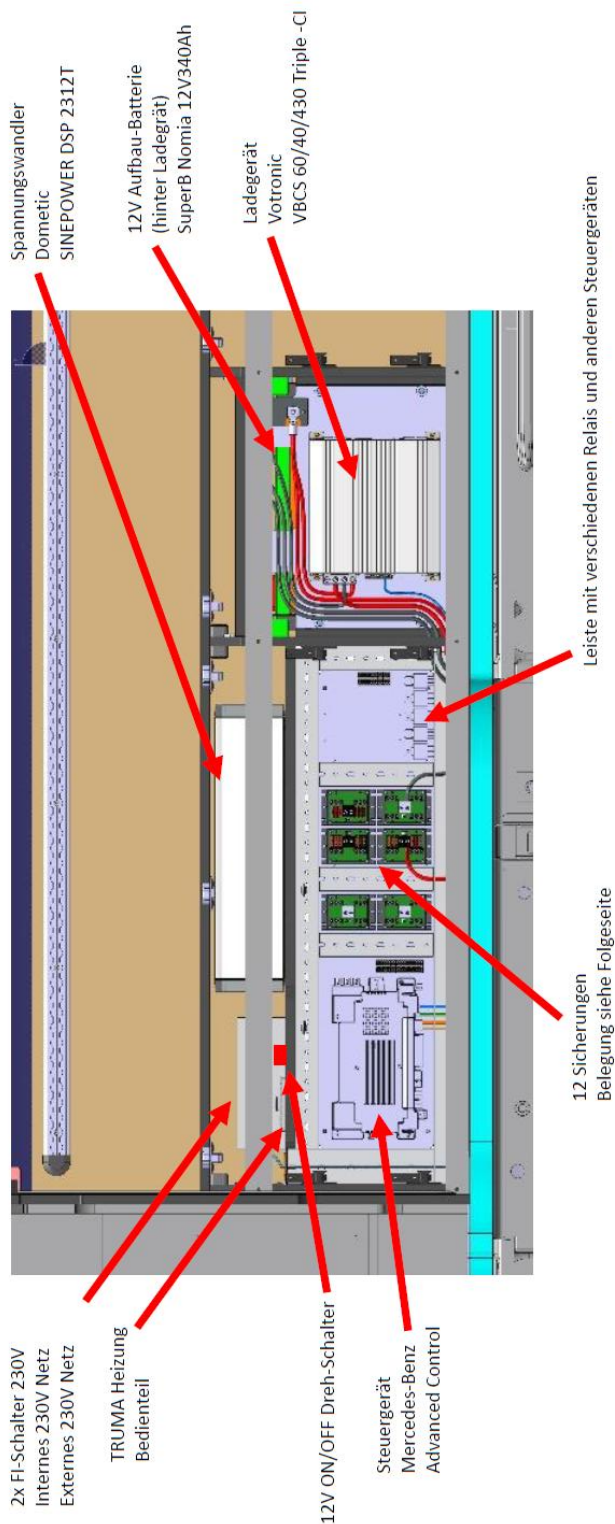 2x FI-Schalter 230V
Internes 230V Netz
Externes 230V Netz
TRUMA Heizung
Bedienteil
12V ON/OFF Dreh-Schalter
Steuergerät
Mercedes-Benz
Advanced Control
Spannungswandler
Dometic
SINEPOWER DSP 2312T
12V Aufbau-Batterie
(hinter Ladegrät)
SuperB Nomia 12V340Ah
Ladegerät
Votronic
VBCS 60/40/430 Triple -CI
Leiste mit verschiedenen Relais und anderen Steuergeräten
12 Sicherungen
Belegung siehe Folgeseite